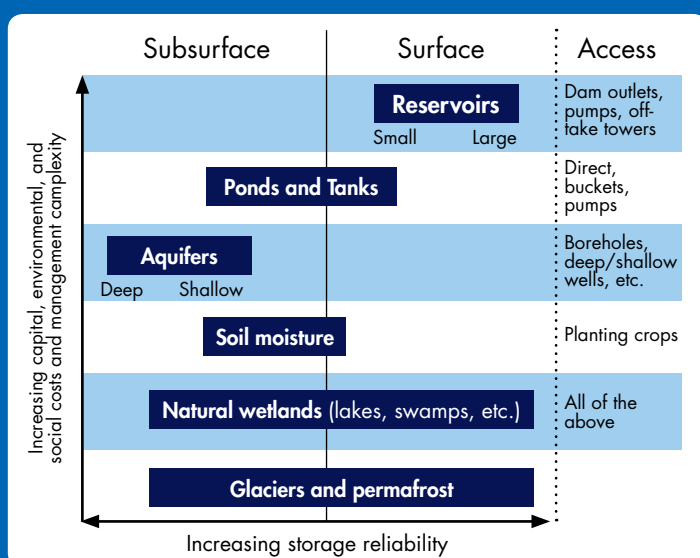 Subsurface Surface Access
Reservoirs
Small Large
Dam outlets,
pumps, off-
take towers
Ponds and Tanks
Direct,
buckets,
pumps
Aquifers
Deep Shallow
Boreholes,
deep/shallow
wells, etc.
Soil moisture
Planting crops
Natural wetlands (lakes, swamps, etc.)
All of the
above
Glaciers and permafrost
Increasing capital, environmental, and
social costs and management camplexity
Increasing storage reliability